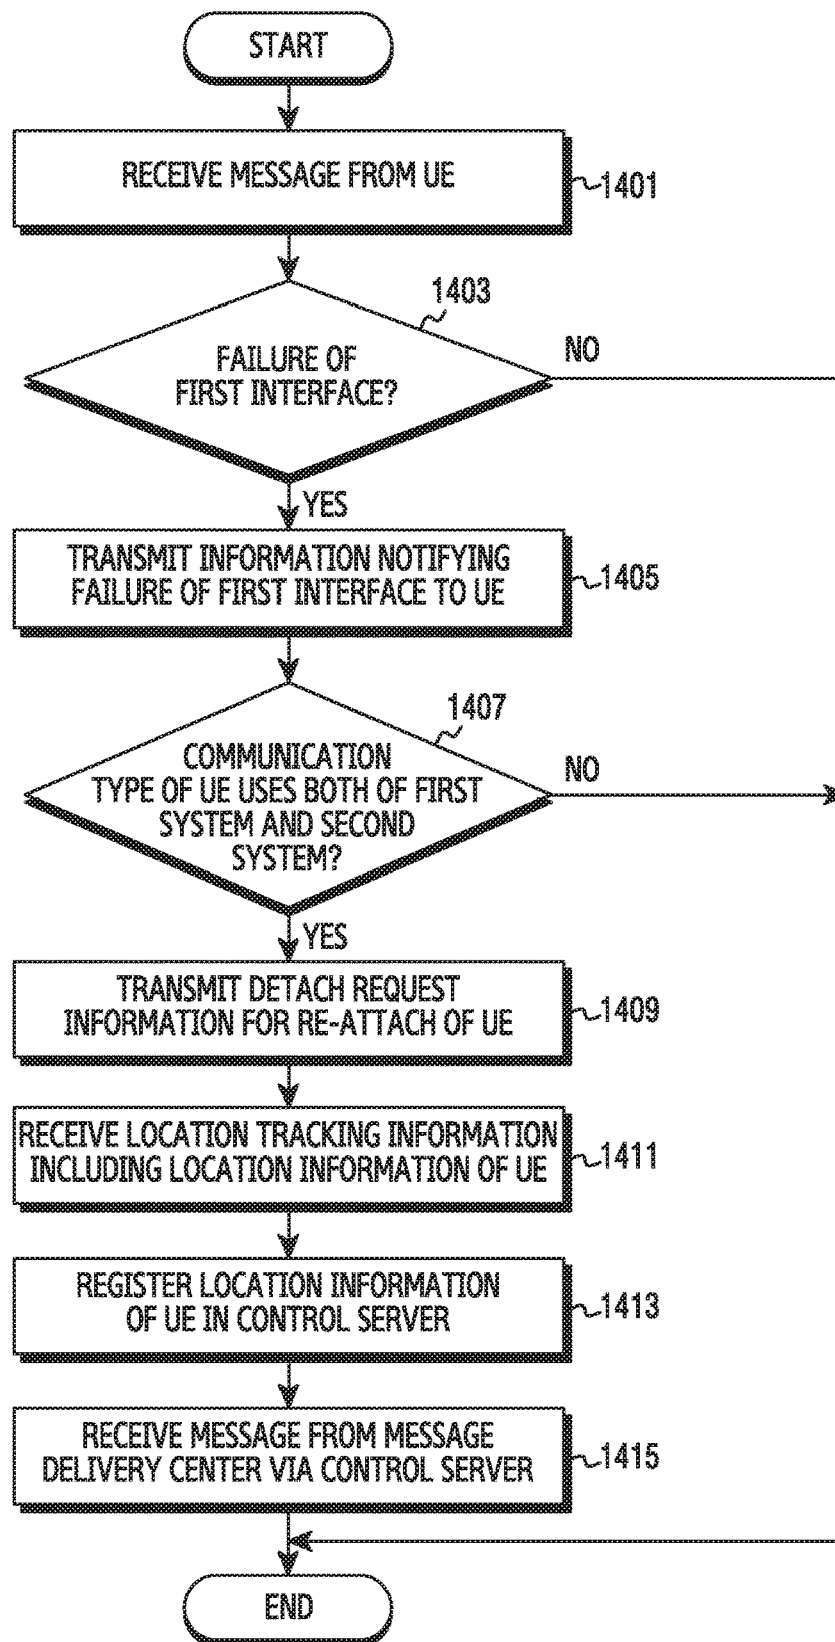 START
RECEIVE MESSAGE FROM UE
1401
1403
FAILURE OF
FIRST INTERFACE?
NO
YES
TRANSMIT INFORMATION NOTIFYING
FAILURE OF FIRST INTERFACE TO UE
1405
1407
COMMUNICATION
TYPE OF UE USES BOTH OF FIRST
SYSTEM AND SECOND
SYSTEM?
NO
YES
TRANSMIT DETACH REQUEST
INFORMATION FOR RE-ATTACH OF UE
1409
RECEIVE LOCATION TRACKING INFORMATION
INCLUDING LOCATION INFORMATION OF UE
1411
REGISTER LOCATION INFORMATION
OF UE IN CONTROL SERVER
1413
RECEIVE MESSAGE FROM MESSAGE
DELIVERY CENTER VIA CONTROL SERVER
1415
END